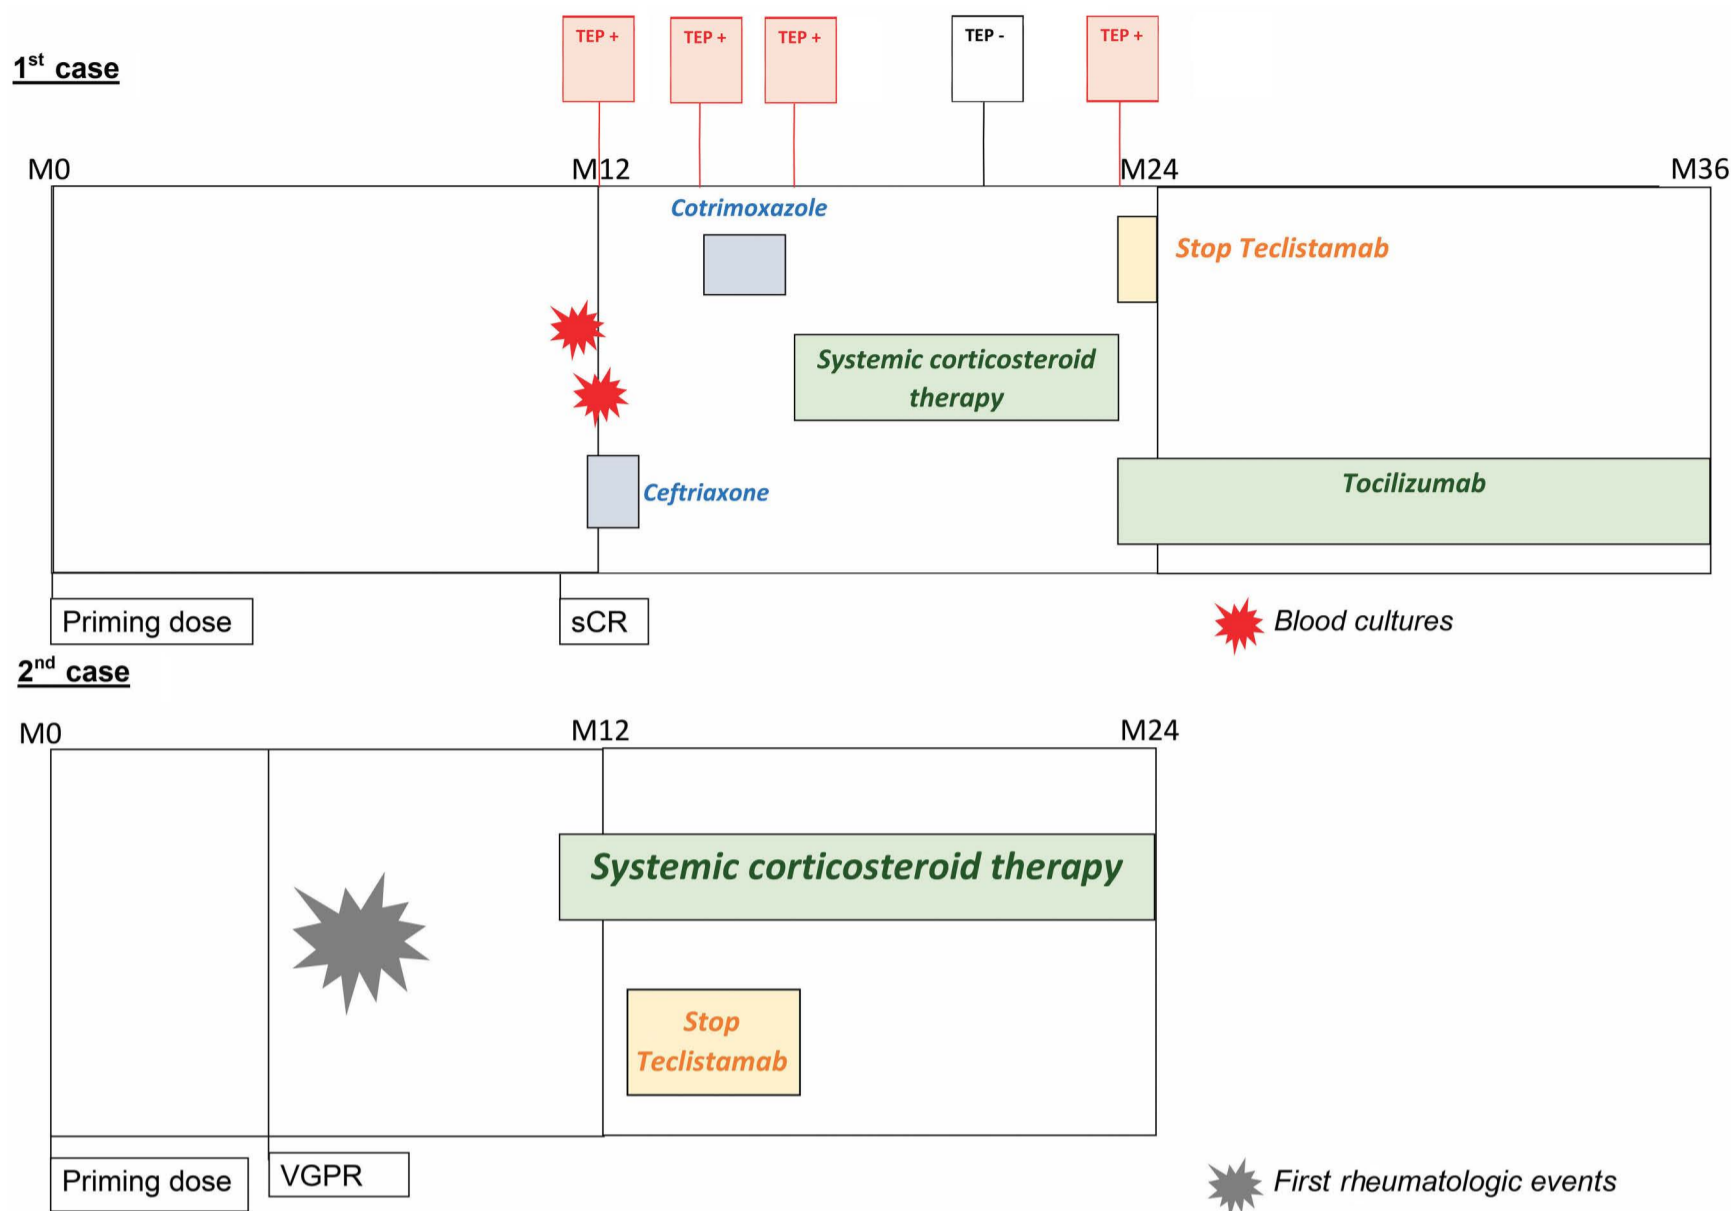 1st case
TEP +
TEP +
TEP +
TEP -
TEP +
M0
M12
M24
M36
Cotrimoxazole
Stop Teclistamab
Systemic corticosteroid
therapy
Ceftriaxone
Tocilizumab
Priming dose
sCR
Blood cultures
2nd case
M0
M12
M24
Systemic corticosteroid therapy
Stop
Teclistamab
Priming dose
VGPR
First rheumatologic events